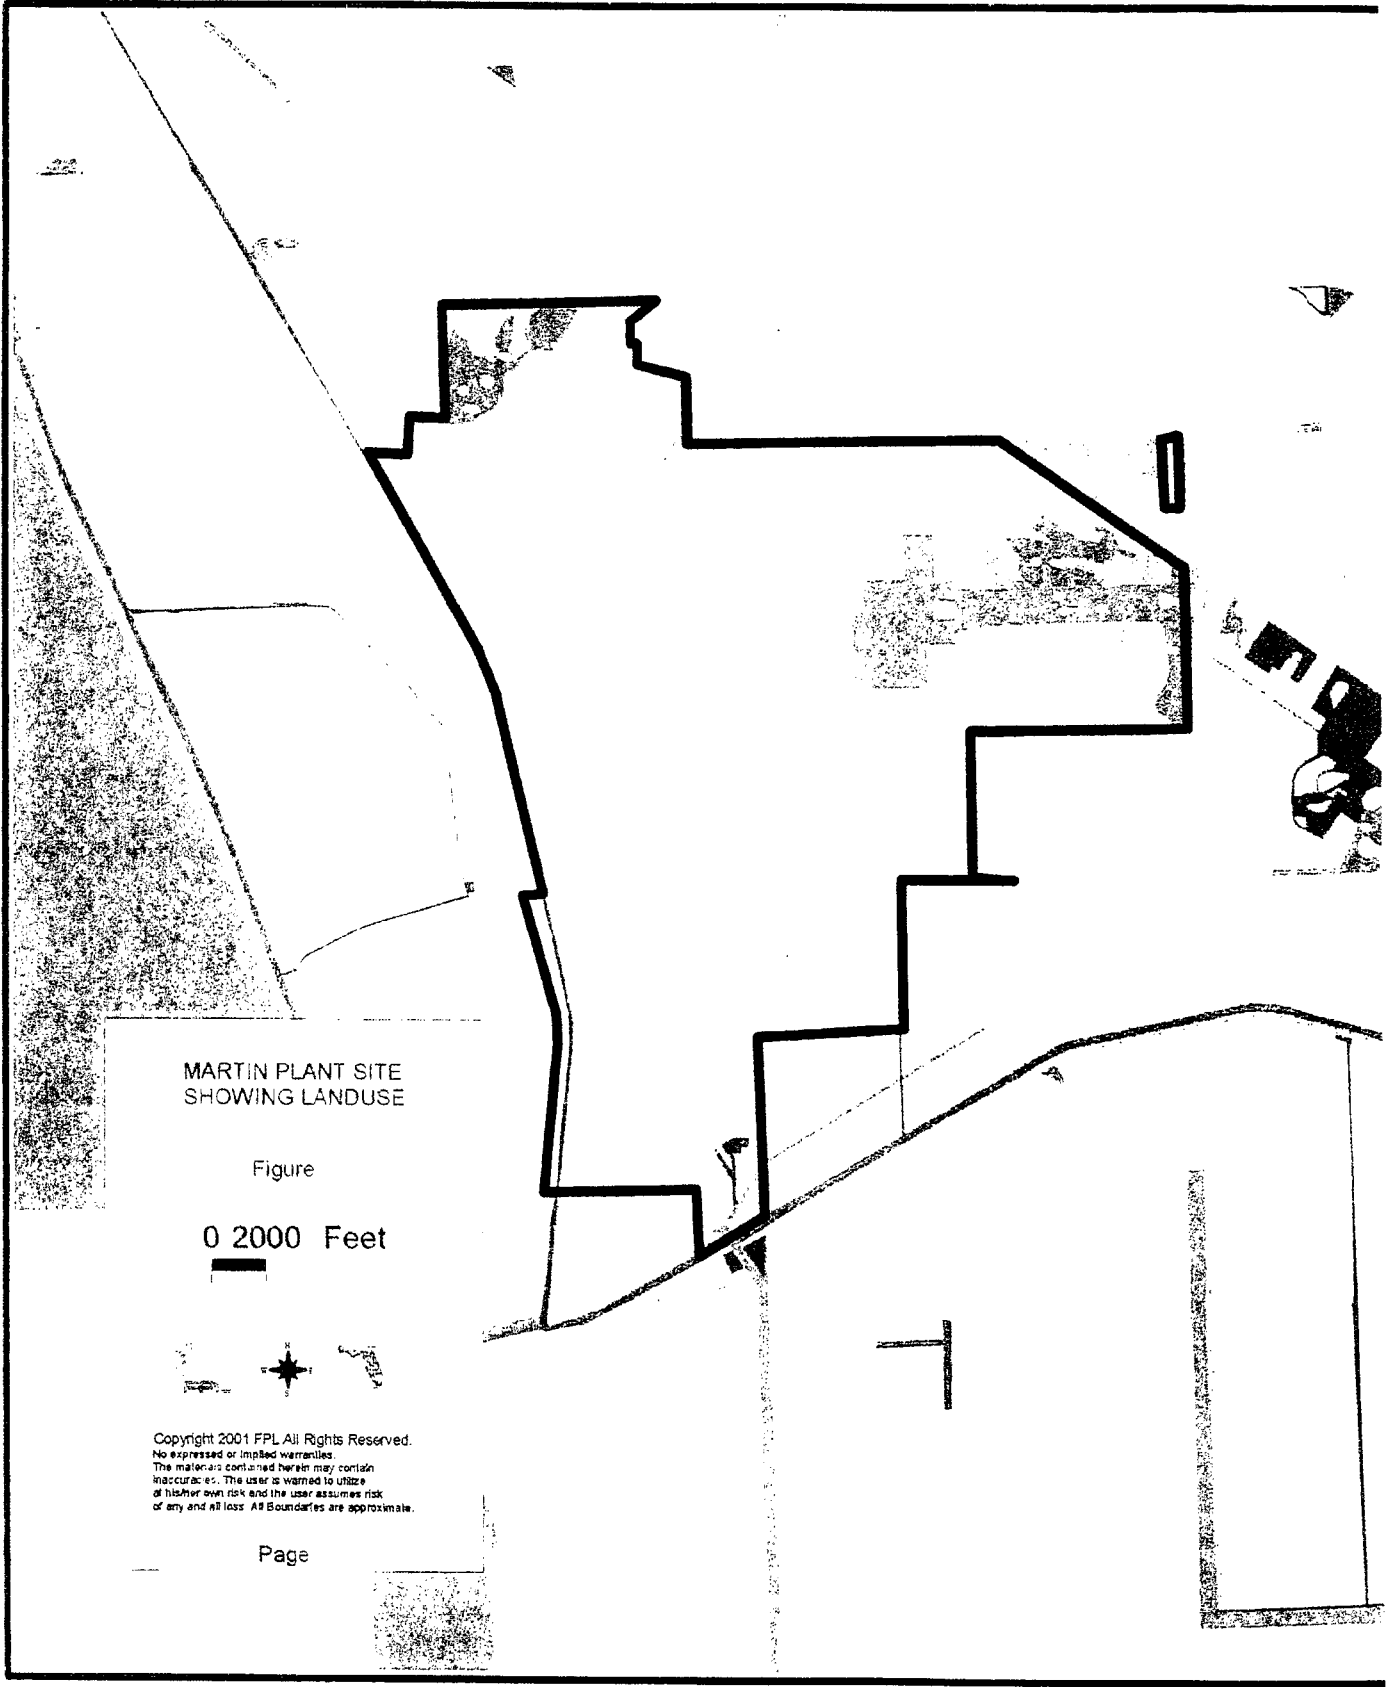 MARTIN PLANT SITE
SHOWING LANDUSE
Figure
0 2000 Feet
N
S
Copyright 2001 FPL All Rights Reserved.
No expressed or implied warranties.
The materials contained herein may contain
inaccuracies. The user is warned to utilize
at his/her own risk and the user assumes risk
of any and all loss. All Boundaries are approximate.
Page